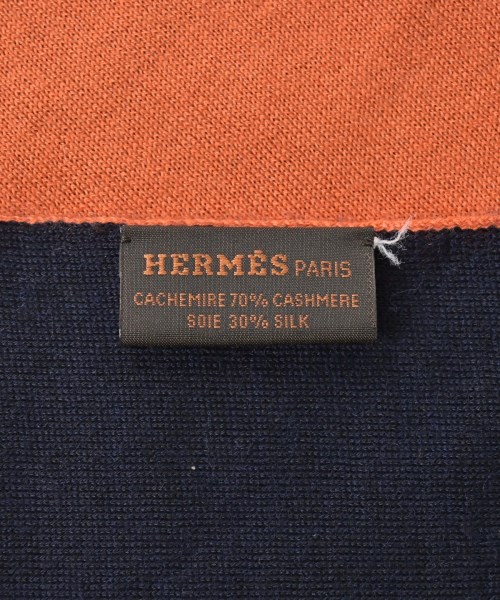 HERMÈS PARIS
CACHEMIRE 70% CASHMERE
SOIE 30% SILK